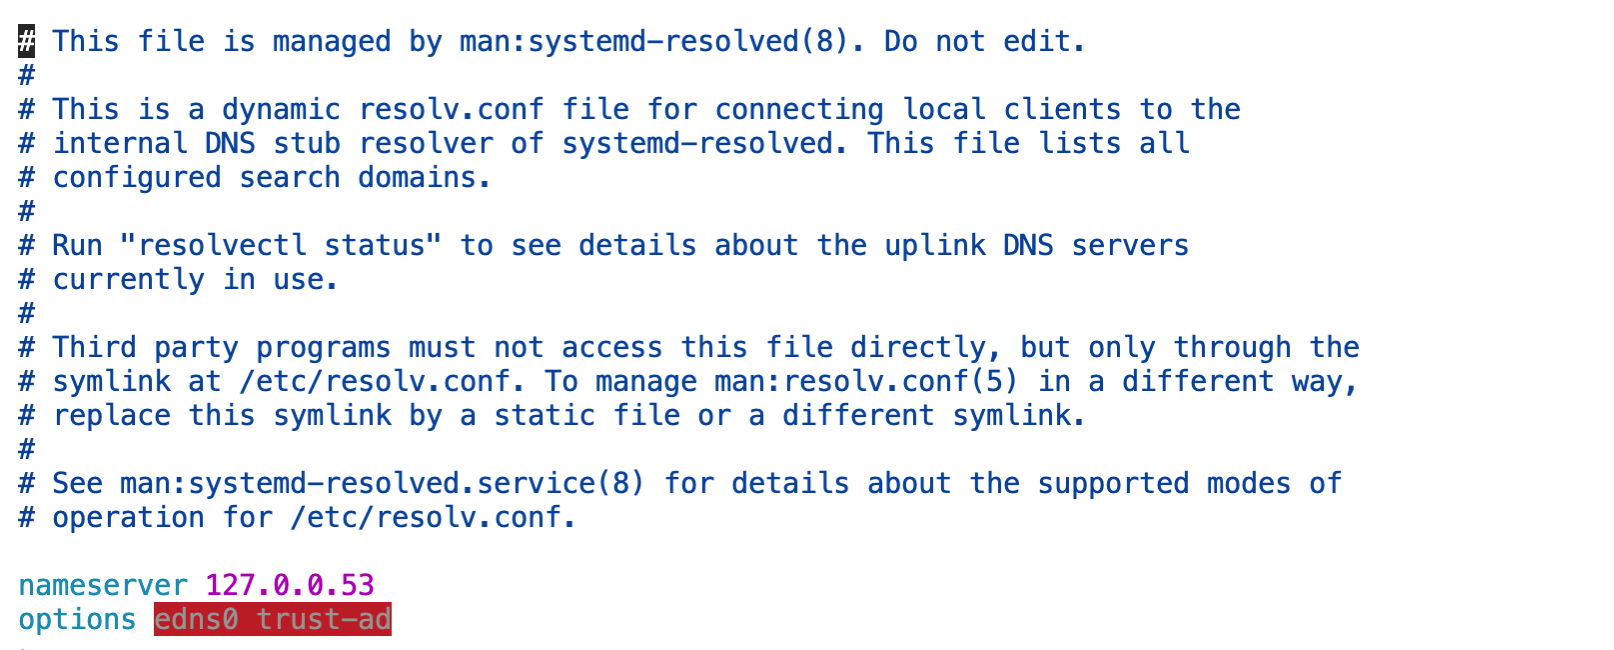 # This file is managed by man:systemd-resolved(8). Do not edit.
#
# This is a dynamic resolv.conf file for connecting local clients to the
# internal DNS stub resolver of systemd-resolved. This file lists all
# configured search domains.
#
# Run "resolvectl status" to see details about the uplink DNS servers
# currently in use.
#
# Third party programs must not access this file directly, but only through the
# symlink at /etc/resolv.conf. To manage man:resolv.conf(5) in a different way,
# replace this symlink by a static file or a different symlink.
#
# See man:systemd-resolved.service(8) for details about the supported modes of
# operation for /etc/resolv.conf.

nameserver 127.0.0.53
options edns0 trust-ad